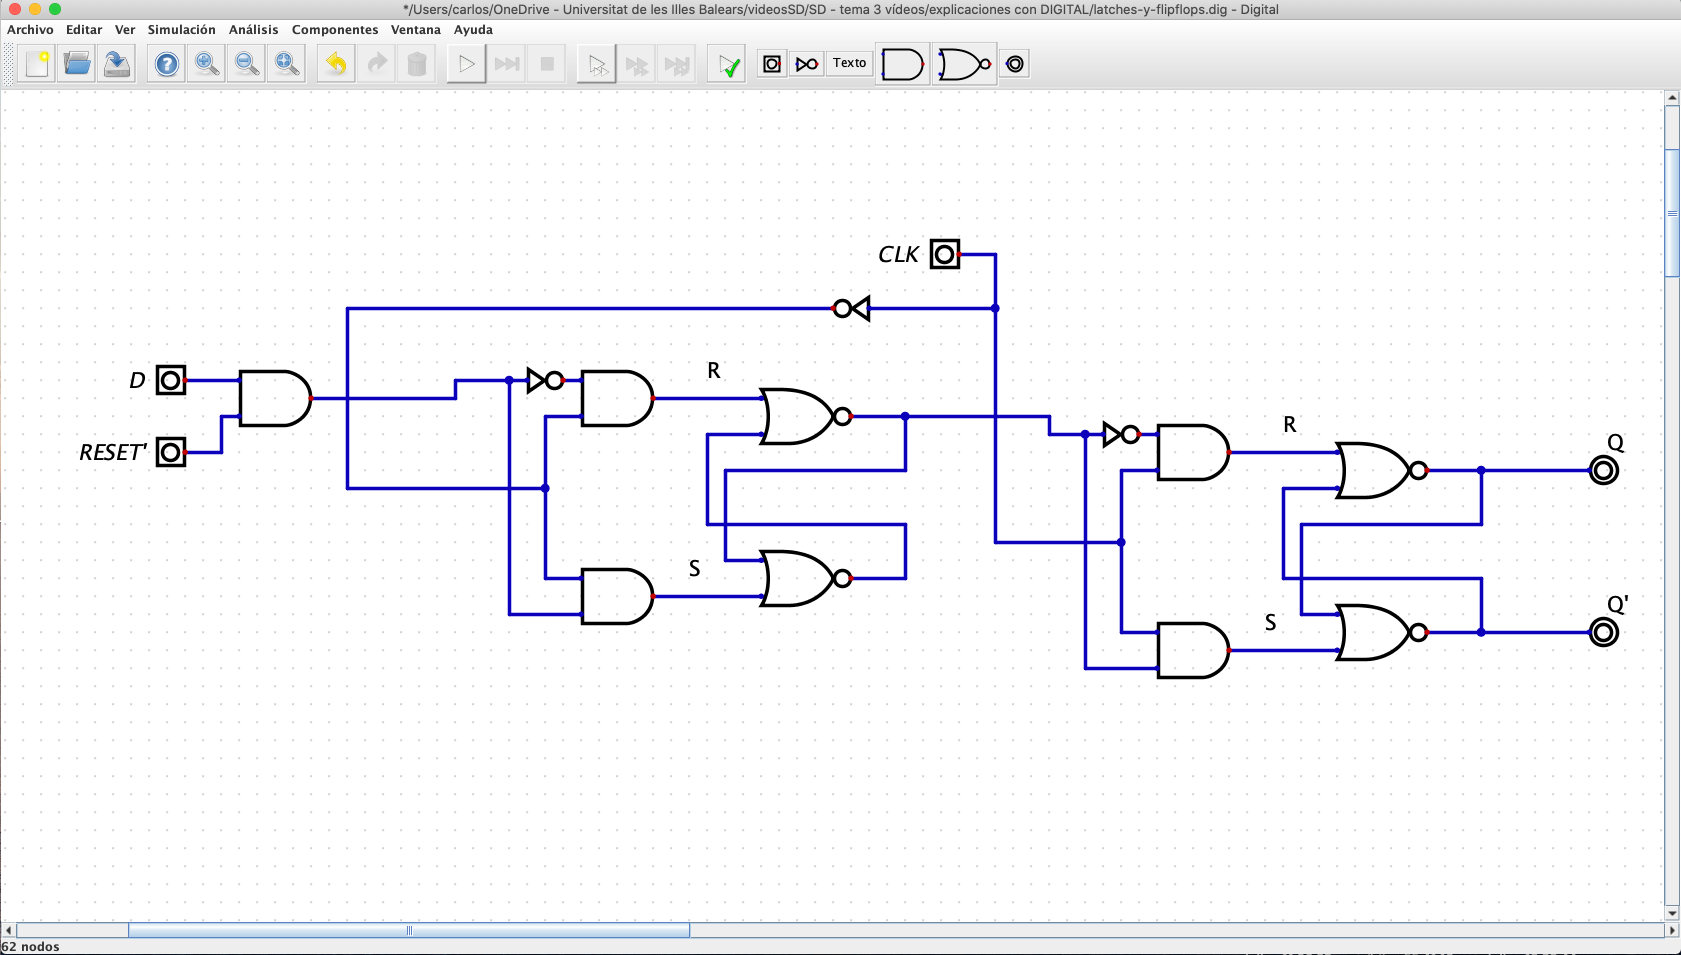 */Users/carlos/OneDrive - Universitat de les Illes Balears/videosSD/SD - tema 3 vídeos/explicaciones con DIGITAL/latches-y-flipflops.dig - Digital
Archivo Editar Ver Simulación Análisis Componentes Ventana Ayuda
Texto
CLK
D
R
RESET'
R
Q
S
S
Q'
62 nodos